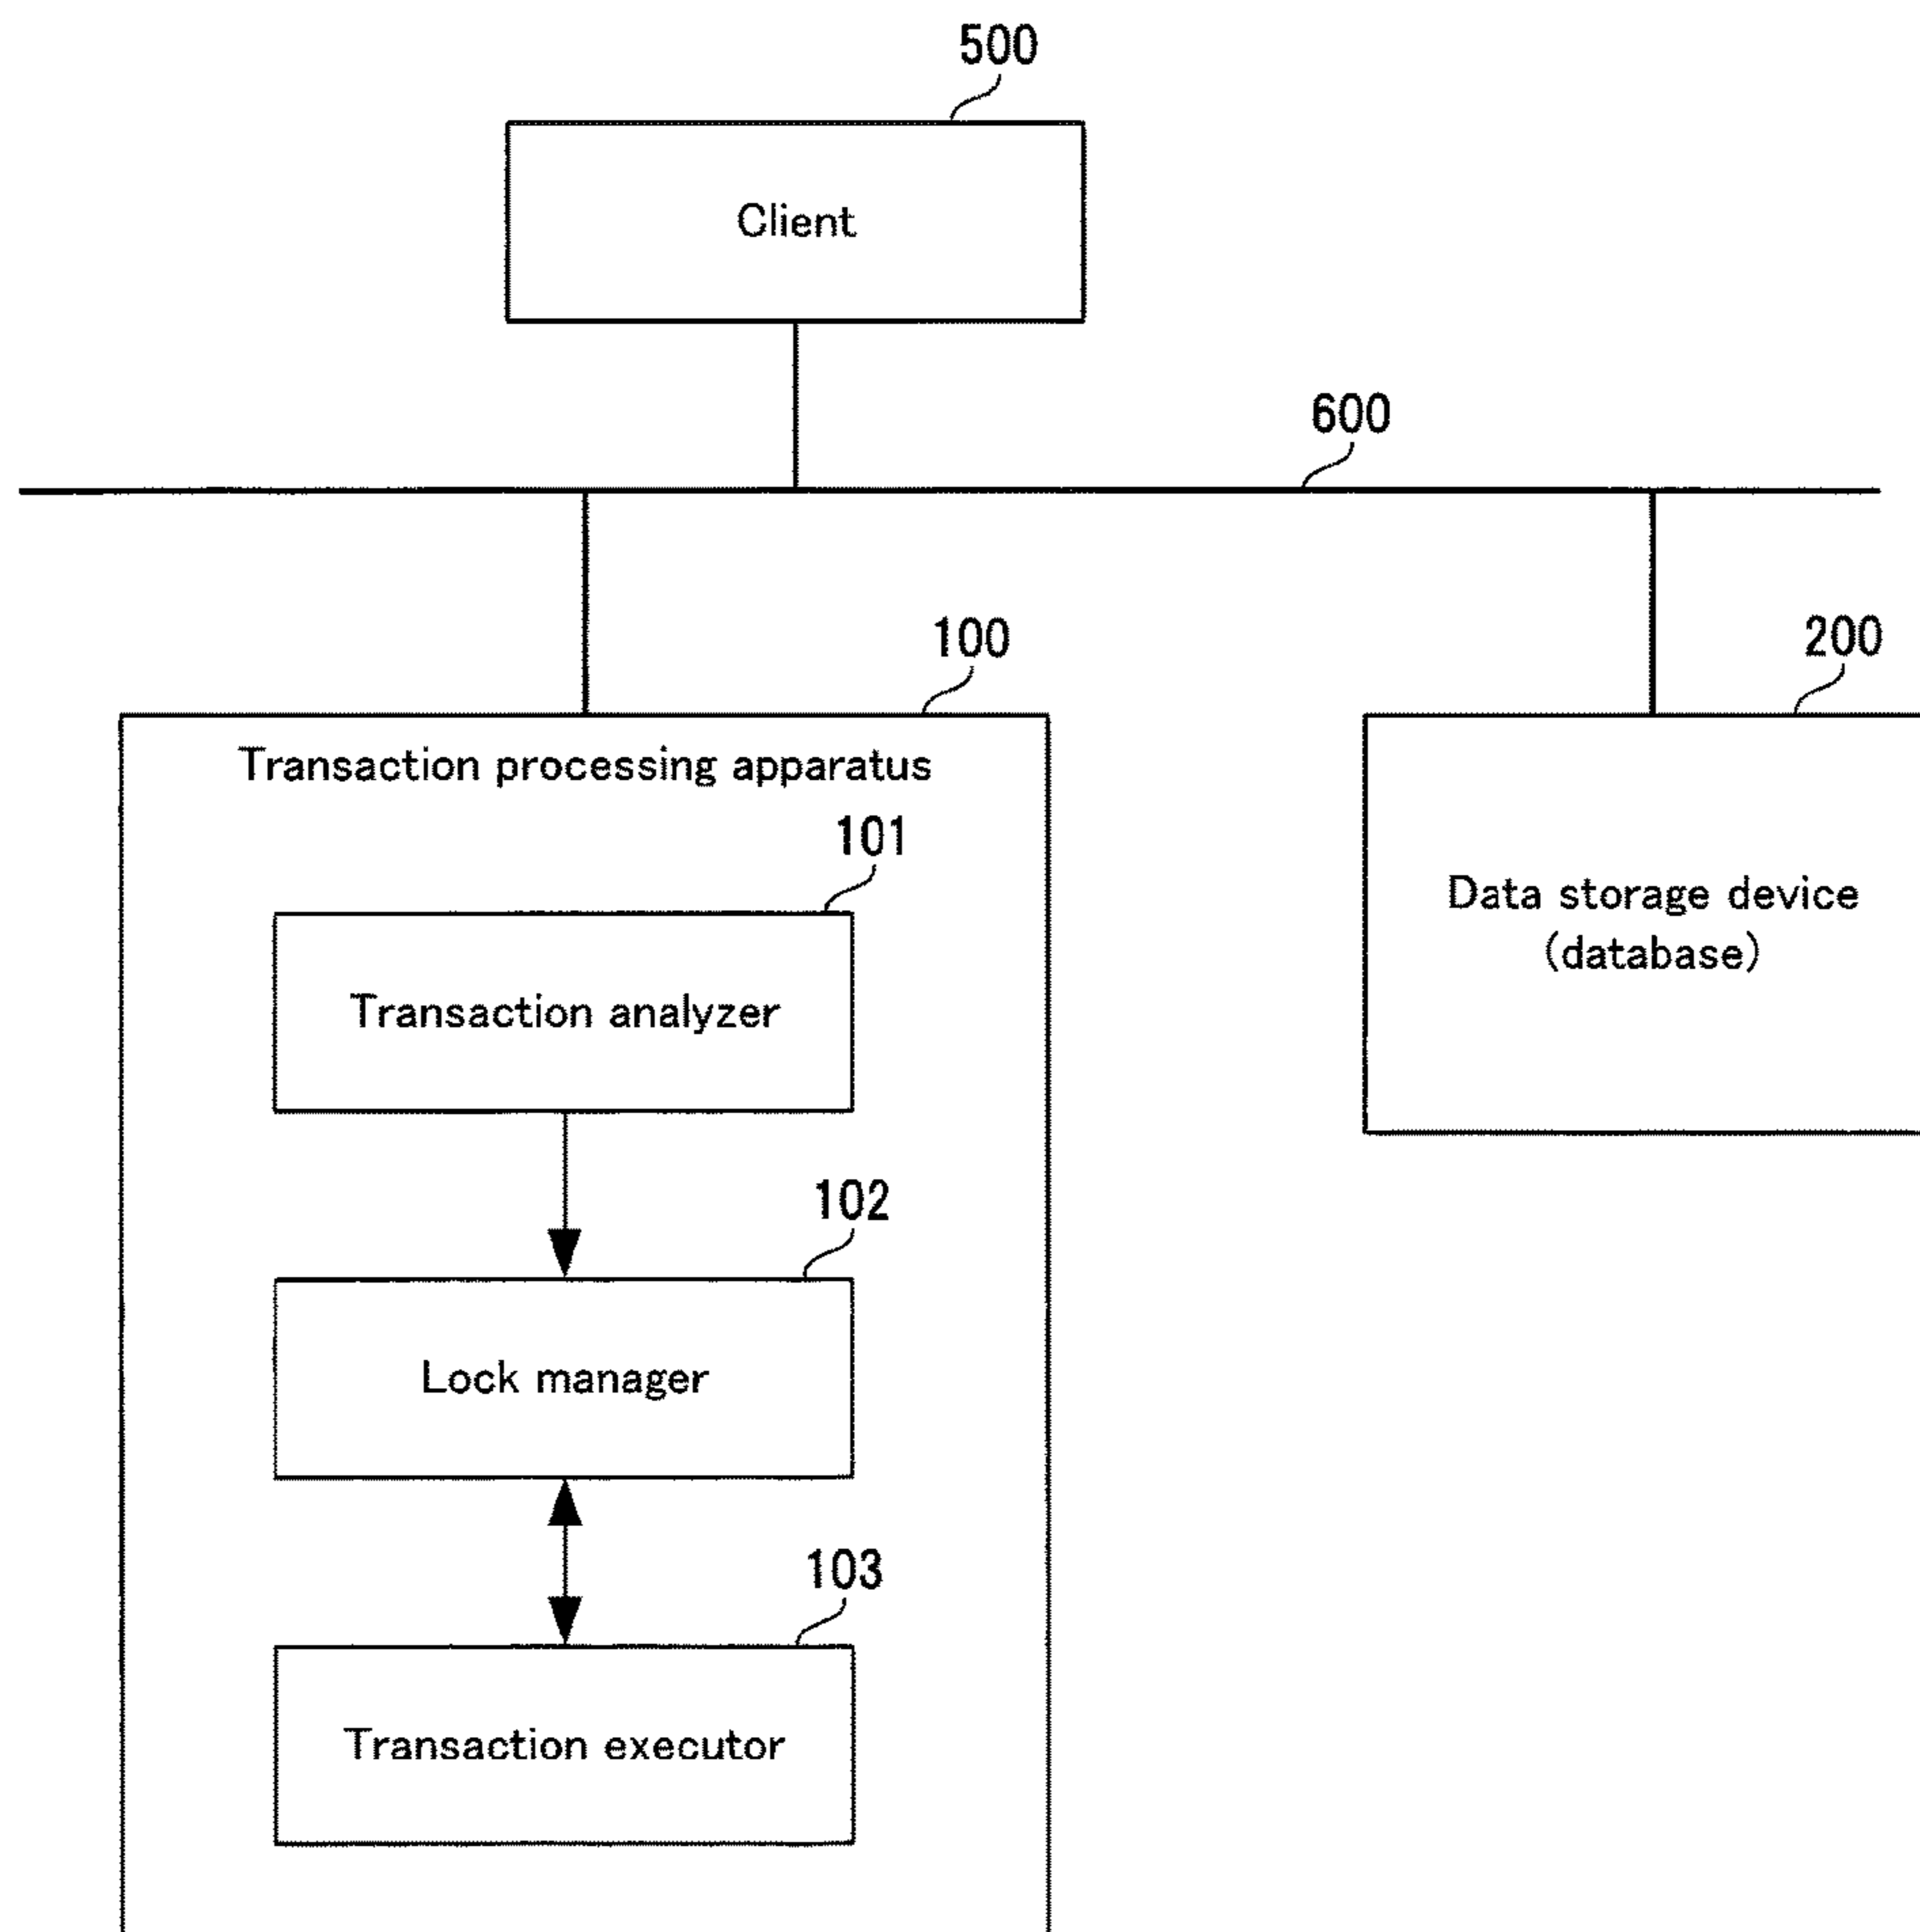 500
Client
600
100
200
Transaction processing apparatus
101
Transaction analyzer
Data storage device
(database)
102
Lock manager
103
Transaction executor